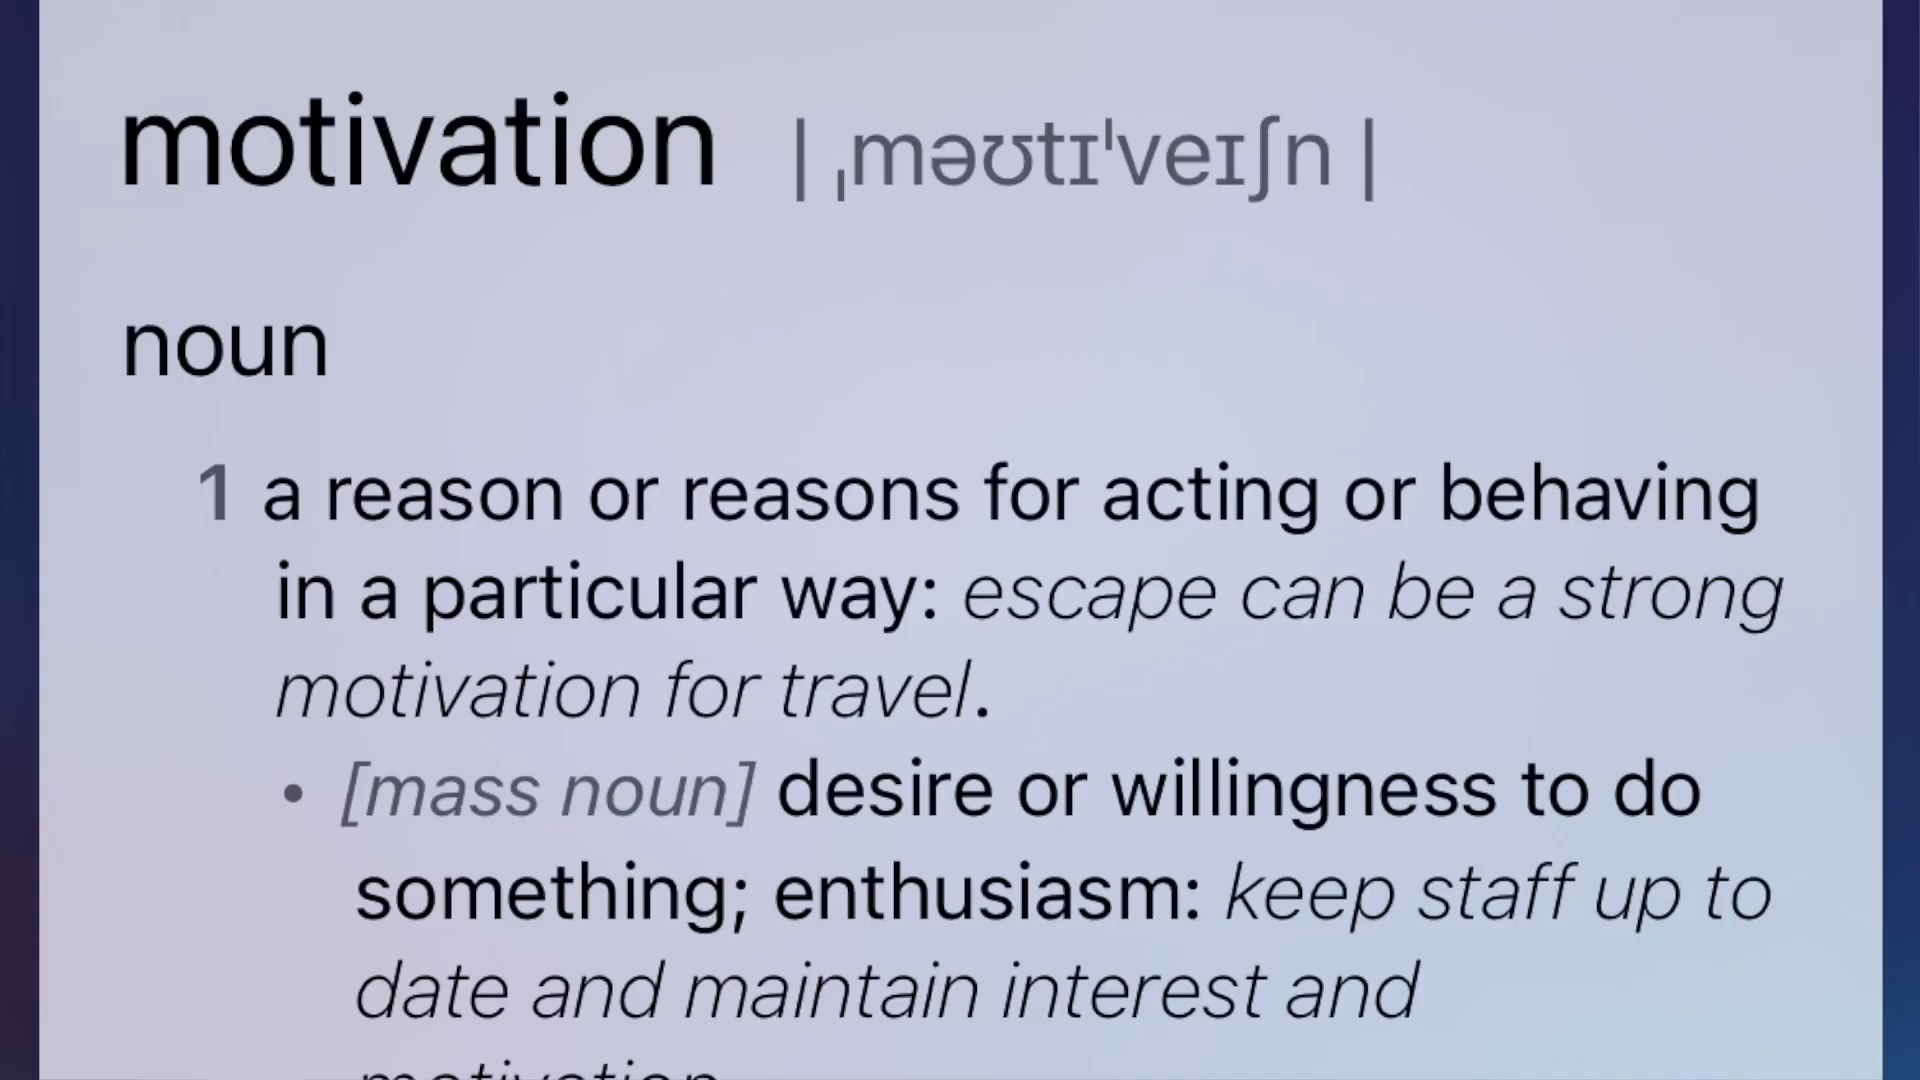 motivation | ˌməʊtɪˈveɪʃn |
noun
1 a reason or reasons for acting or behaving
in a particular way: escape can be a strong
motivation for travel.
• [mass noun] desire or willingness to do
something; enthusiasm: keep staff up to
date and maintain interest and
motivation